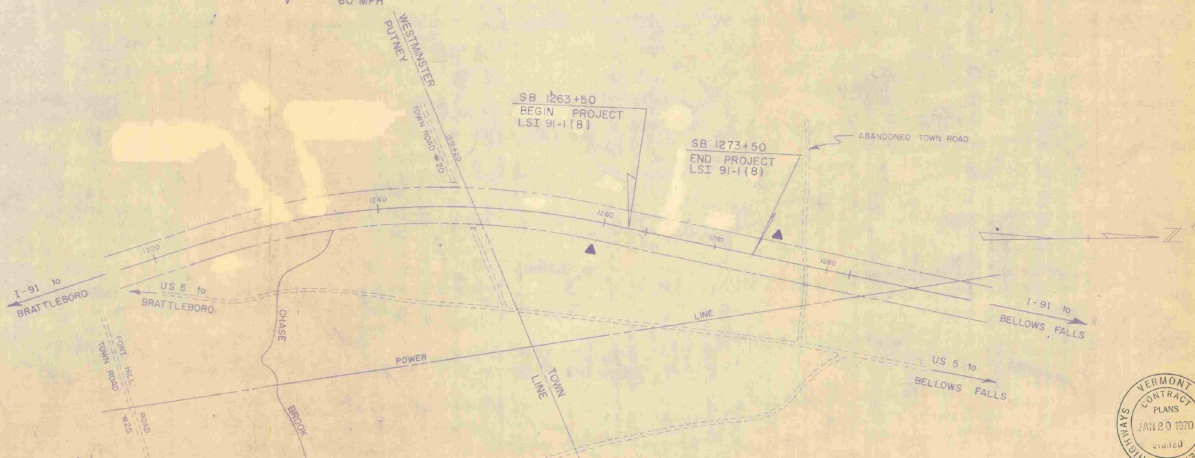 60 MPH
WESTMINSTER
PUTNEY
TOWN ROAD #20
SB 1263+50
BEGIN PROJECT
LSI 91-1(8)
SB 1273+50
END PROJECT
LSI 91-1(8)
ABANDONED TOWN ROAD
1220
1240
1260
1280
I-91 to
BRATTLEBORO
US 5 to
BRATTLEBORO
CHASE
BROOK
FORT HILL ROAD
TOWN ROAD #25
POWER
LINE
TOWN
LINE
I-91 to
BELLOWS FALLS
US 5 to
BELLOWS FALLS
Z
VERMONT
HIGHWAYS
CONTRACT
PLANS
JAN 20 1970